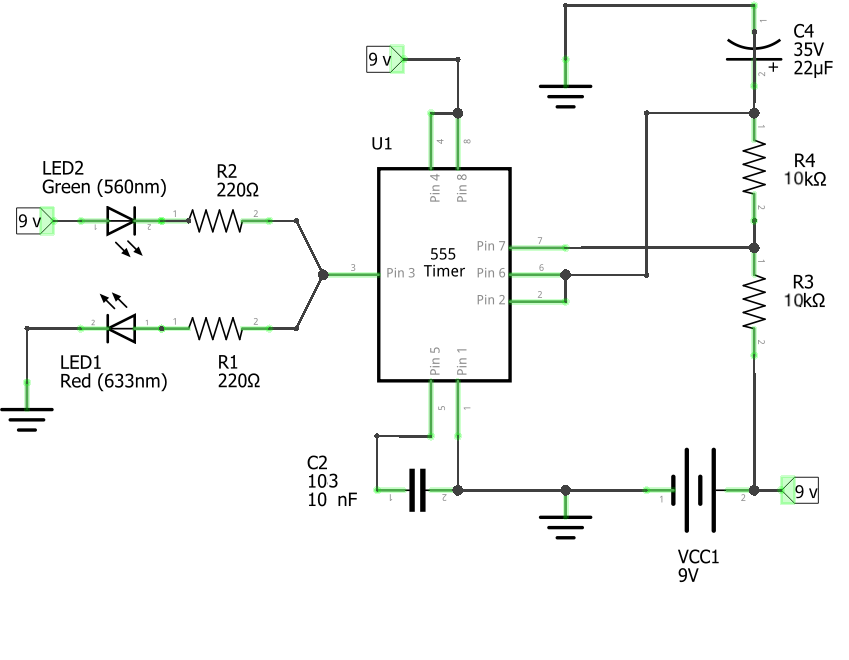 C4
35V
22µF
+
1
2
9 v
U1
4
8
Pin 4
Pin 8
LED2
Green (560nm)
R2
220Ω
9 v
1
2
1
2
R4
10kΩ
1
2
555
Timer
Pin 7
7
Pin 6
6
Pin 2
2
Pin 3
3
R3
10kΩ
1
2
2
1
1
2
LED1
Red (633nm)
R1
220Ω
Pin 5
Pin 1
5
1
C2
103
10 nF
1
2
1
2
9 v
VCC1
9V